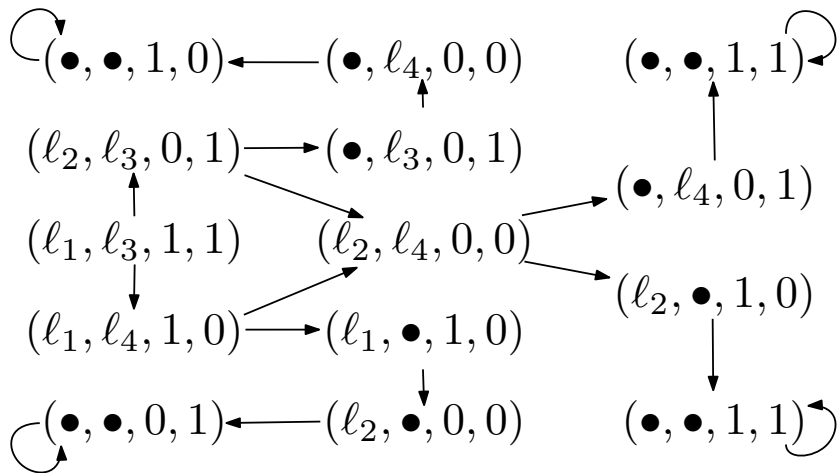 (•, •, 1, 0)
(•, ℓ₄, 0, 0)
(•, •, 1, 1)
(ℓ₂, ℓ₃, 0, 1)
(•, ℓ₃, 0, 1)
(•, ℓ₄, 0, 1)
(ℓ₁, ℓ₃, 1, 1)
(ℓ₂, ℓ₄, 0, 0)
(ℓ₂, •, 1, 0)
(ℓ₁, ℓ₄, 1, 0)
(ℓ₁, •, 1, 0)
(•, •, 0, 1)
(ℓ₂, •, 0, 0)
(•, •, 1, 1)